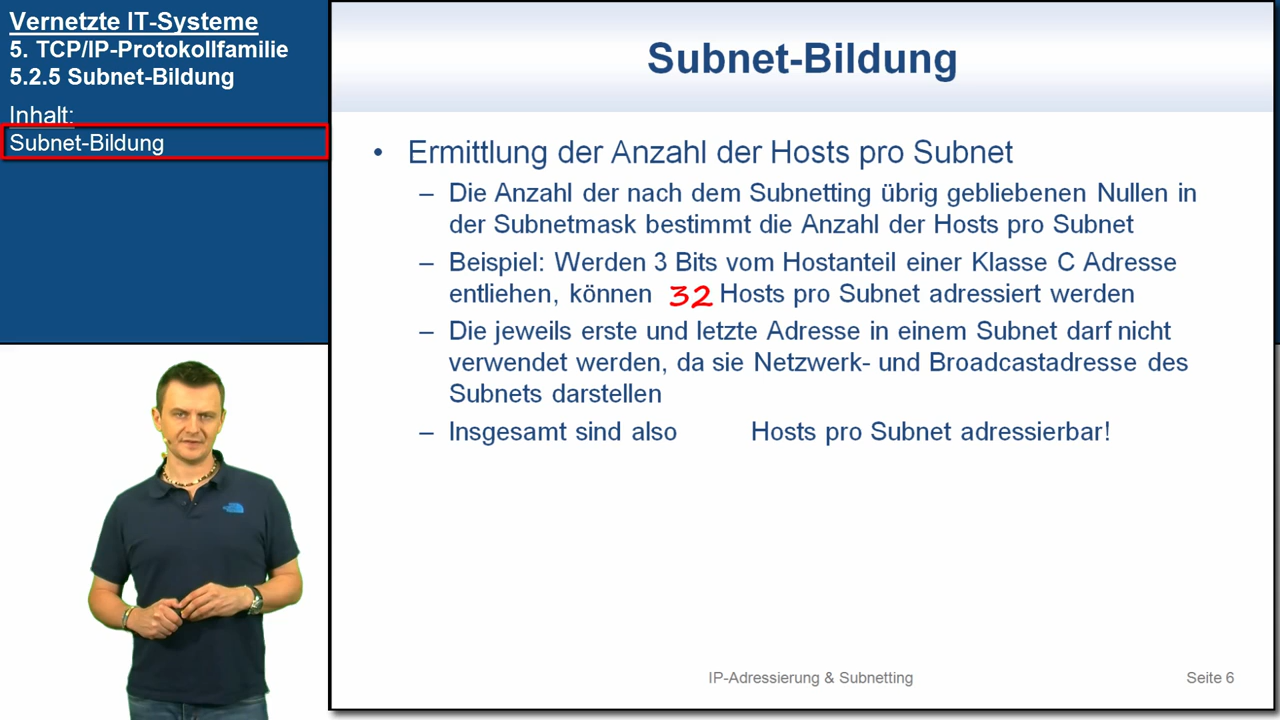 Vernetzte IT-Systeme
5. TCP/IP-Protokollfamilie
5.2.5 Subnet-Bildung
Inhalt:
Subnet-Bildung
Subnet-Bildung
• Ermittlung der Anzahl der Hosts pro Subnet
– Die Anzahl der nach dem Subnetting übrig gebliebenen Nullen in
der Subnetmask bestimmt die Anzahl der Hosts pro Subnet
– Beispiel: Werden 3 Bits vom Hostanteil einer Klasse C Adresse
entliehen, können 32 Hosts pro Subnet adressiert werden
– Die jeweils erste und letzte Adresse in einem Subnet darf nicht
verwendet werden, da sie Netzwerk- und Broadcastadresse des
Subnets darstellen
– Insgesamt sind also Hosts pro Subnet adressierbar!
IP-Adressierung & Subnetting
Seite 6